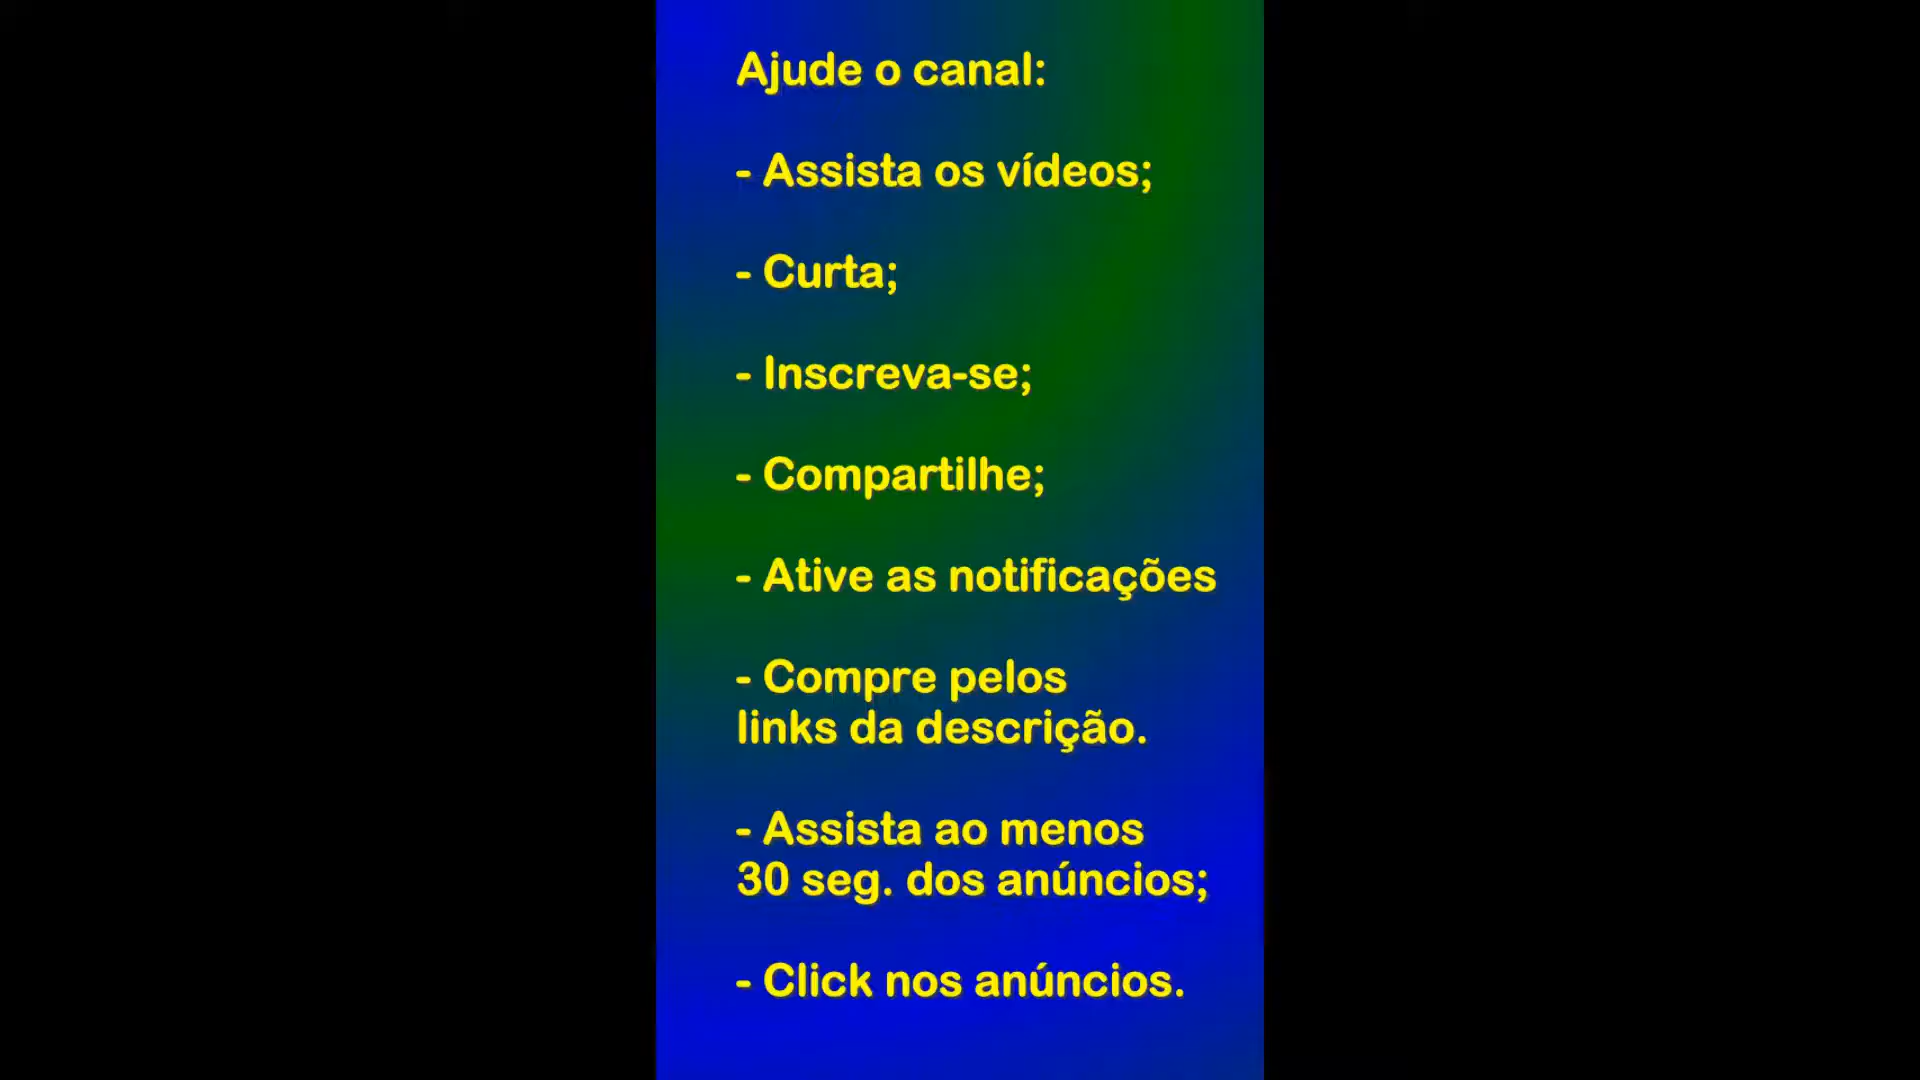 Ajude o canal:
- Assista os vídeos;
- Curta;
- Inscreva-se;
- Compartilhe;
- Ative as notificações
- Compre pelos
links da descrição.
- Assista ao menos
30 seg. dos anúncios;
- Click nos anúncios.